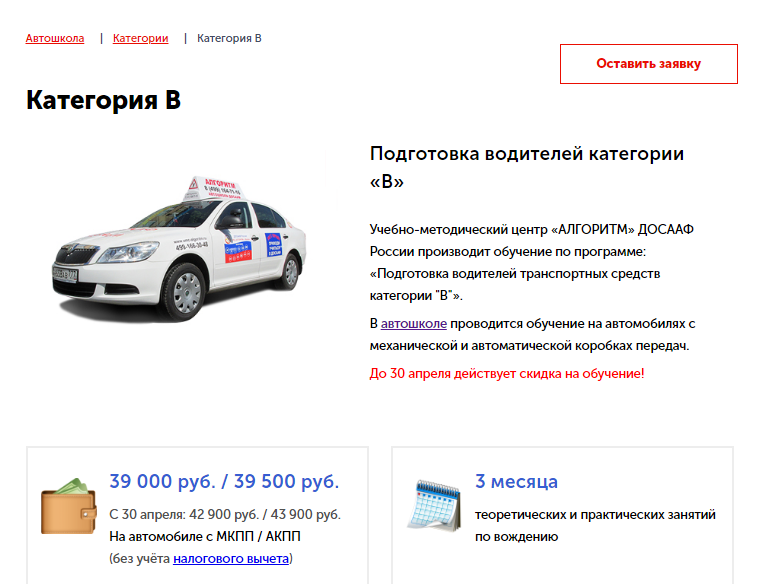 Автошкола | Категории | Категория B
Оставить заявку
Категория B
Подготовка водителей категории
«В»
АЛГОРИТМ
Учебно-методический центр «АЛГОРИТМ» ДОСААФ
России производит обучение по программе:
«Подготовка водителей транспортных средств
категории "В"».
В автошколе проводится обучение на автомобилях с
механической и автоматической коробках передач.
До 30 апреля действует скидка на обучение!
39 000 руб. / 39 500 руб.
С 30 апреля: 42 900 руб. / 43 900 руб.
На автомобиле с МКПП / АКПП
(без учёта налогового вычета)
3 месяца
теоретических и практических занятий
по вождению